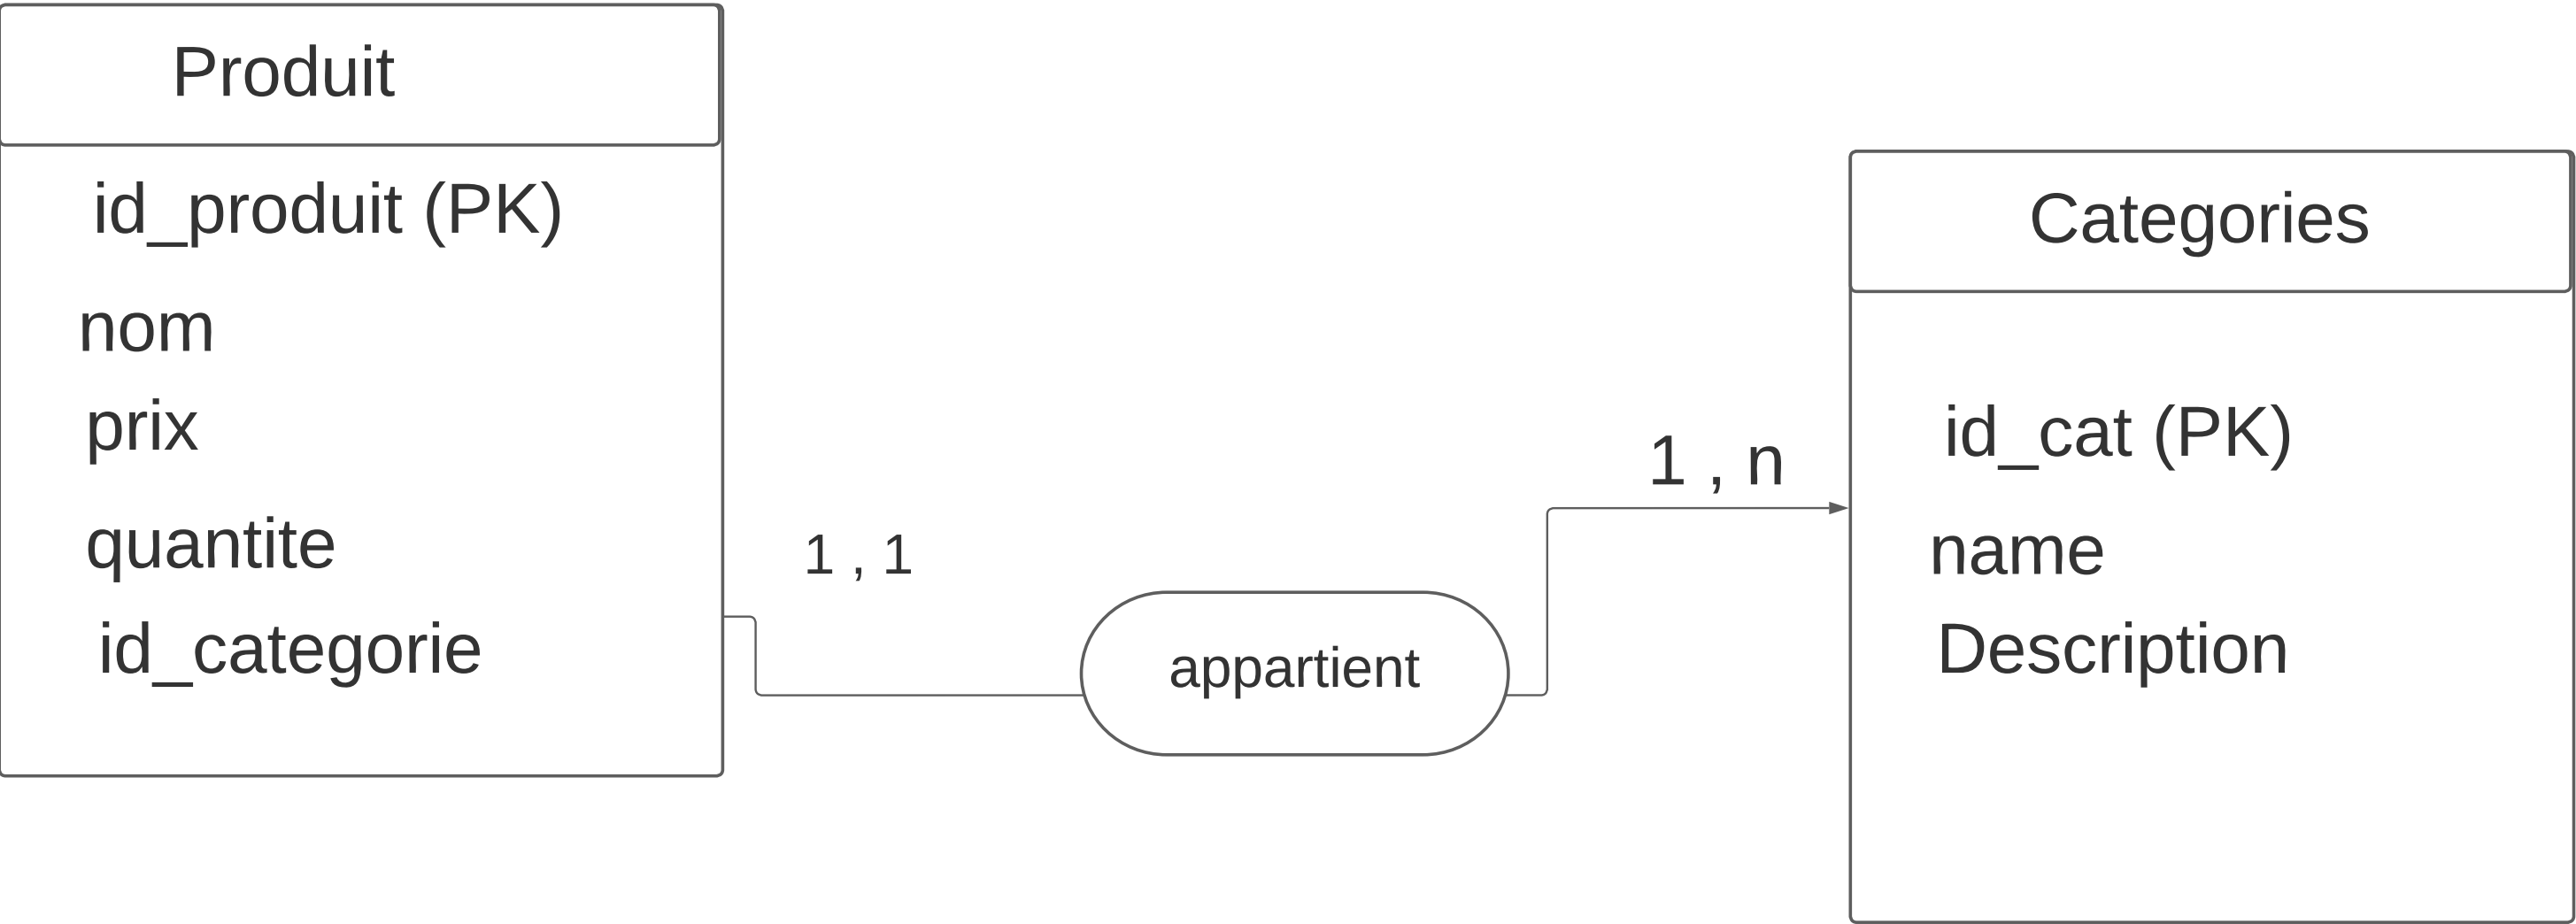 Produit
id_produit (PK)
nom
prix
quantite
id_categorie
1 , 1
appartient
1 , n
Categories
id_cat (PK)
name
Description